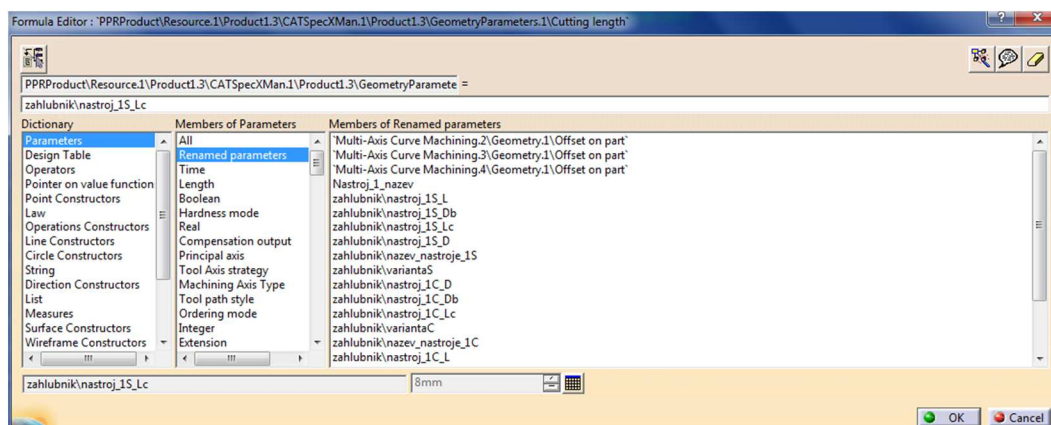 Formula Editor : `PPRProduct\Resource.1\Product1.3\CATSpecXMan.1\Product1.3\GeometryParameters.1\Cutting length`
PPRProduct\Resource.1\Product1.3\CATSpecXMan.1\Product1.3\GeometryParamete =
zahlubnik\nastroj_1S_Lc
Dictionary Members of Parameters Members of Renamed parameters
Parameters All `Multi-Axis Curve Machining.2\Geometry.1\Offset on part`
Design Table Renamed parameters `Multi-Axis Curve Machining.3\Geometry.1\Offset on part`
Operators Time `Multi-Axis Curve Machining.4\Geometry.1\Offset on part`
Pointer on value function Length Nastroj_1_nazev
Point Constructors Boolean zahlubnik\nastroj_1S_L
Law Hardness mode zahlubnik\nastroj_1S_Db
Operations Constructors Real zahlubnik\nastroj_1S_Lc
Line Constructors Compensation output zahlubnik\nastroj_1S_D
Circle Constructors Principal axis zahlubnik\nazev_nastroje_1S
String Tool Axis strategy zahlubnik\variantaS
Direction Constructors Machining Axis Type zahlubnik\nastroj_1C_D
List Tool path style zahlubnik\nastroj_1C_Db
Measures Ordering mode zahlubnik\nastroj_1C_Lc
Surface Constructors Integer zahlubnik\variantaC
Wireframe Constructors Extension zahlubnik\nazev_nastroje_1C
zahlubnik\nastroj_1C_L
zahlubnik\nastroj_1S_Lc 8mm
OK Cancel